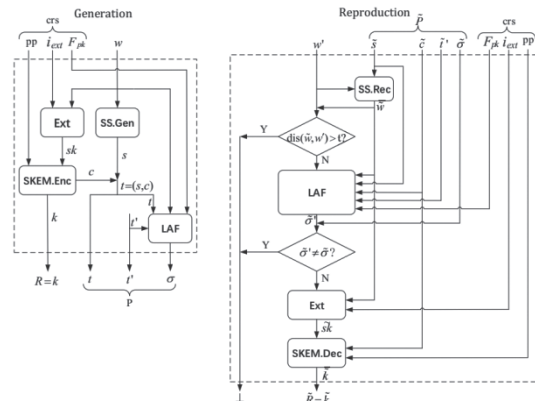 Generation
crs
pp i_ext F_pk w
Ext
SS.Gen
sk
s
SKEM.Enc
c
t=(s,c)
k
t
t'
LAF
R=k
t
t'
σ
P
Reproduction
P̃
crs
w' s̃ c̃ t̃' σ̃ F_pk i_ext pp
SS.Rec
w̃
Y
dis(w̃,w')>t?
N
LAF
σ̃'
Y
σ̃'≠σ̃?
N
Ext
s̃k
SKEM.Dec
k̃
⊥
R̃=k̃